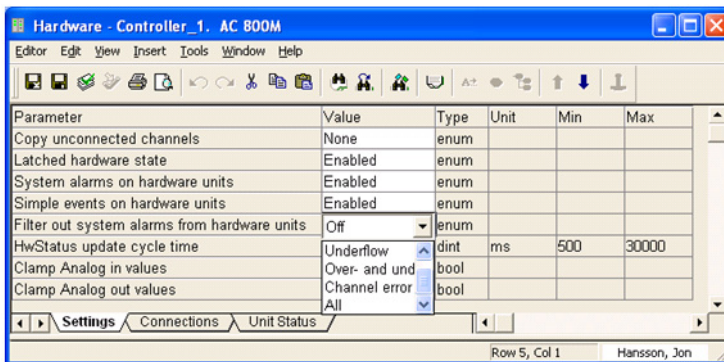 Hardware - Controller_1. AC 800M
Editor Edit View Insert Tools Window Help
Parameter Value Type Unit Min Max
Copy unconnected channels None enum
Latched hardware state Enabled enum
System alarms on hardware units Enabled enum
Simple events on hardware units Enabled enum
Filter out system alarms from hardware units Off enum
HwStatus update cycle time dint ms 500 30000
Clamp Analog in values bool
Clamp Analog out values bool
Underflow
Over- and und
Channel error
All
Settings Connections Unit Status
Row 5, Col 1 Hansson, Jon